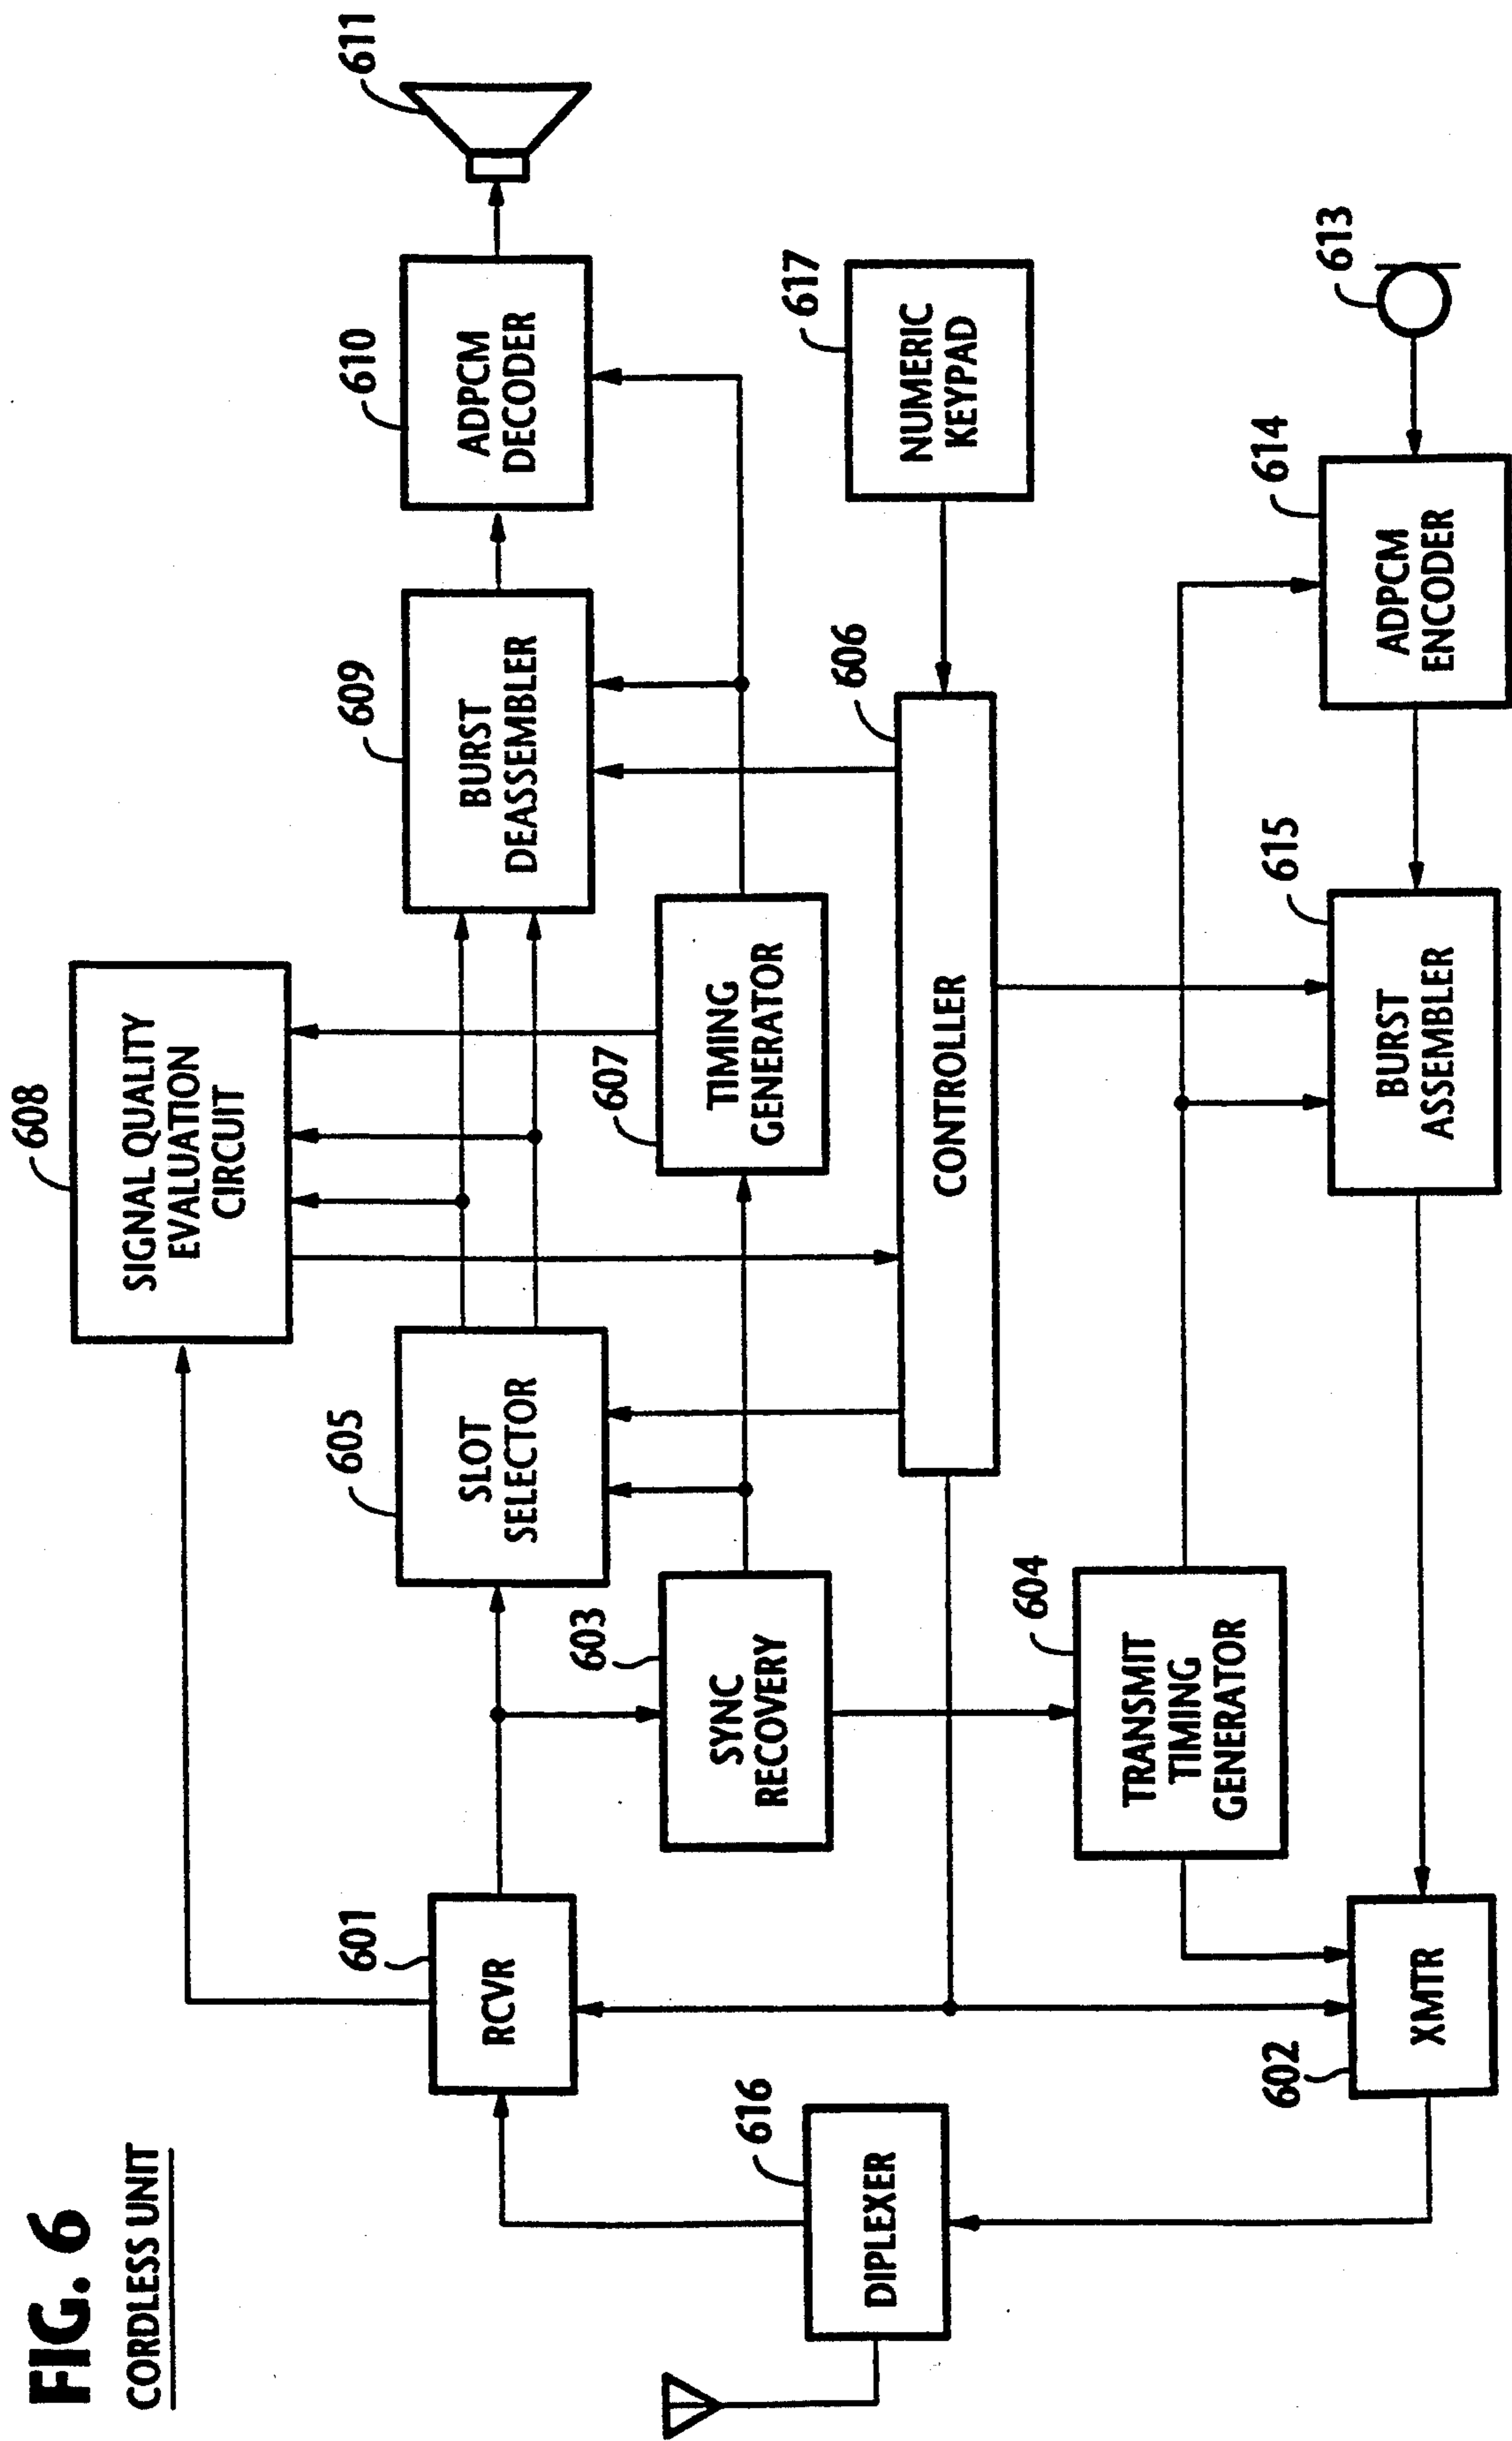 FIG. 6
CORDLESS UNIT
608
SIGNAL QUALITY
EVALUATION
CIRCUIT
601
RCVR
605
SLOT
SELECTOR
609
BURST
DEASSEMBLER
610
ADPCM
DECODER
611
603
SYNC
RECOVERY
607
TIMING
GENERATOR
616
DIPLEXER
606
CONTROLLER
617
NUMERIC
KEYPAD
604
TRANSMIT
TIMING
GENERATOR
602
XMTR
615
BURST
ASSEMBLER
614
ADPCM
ENCODER
613